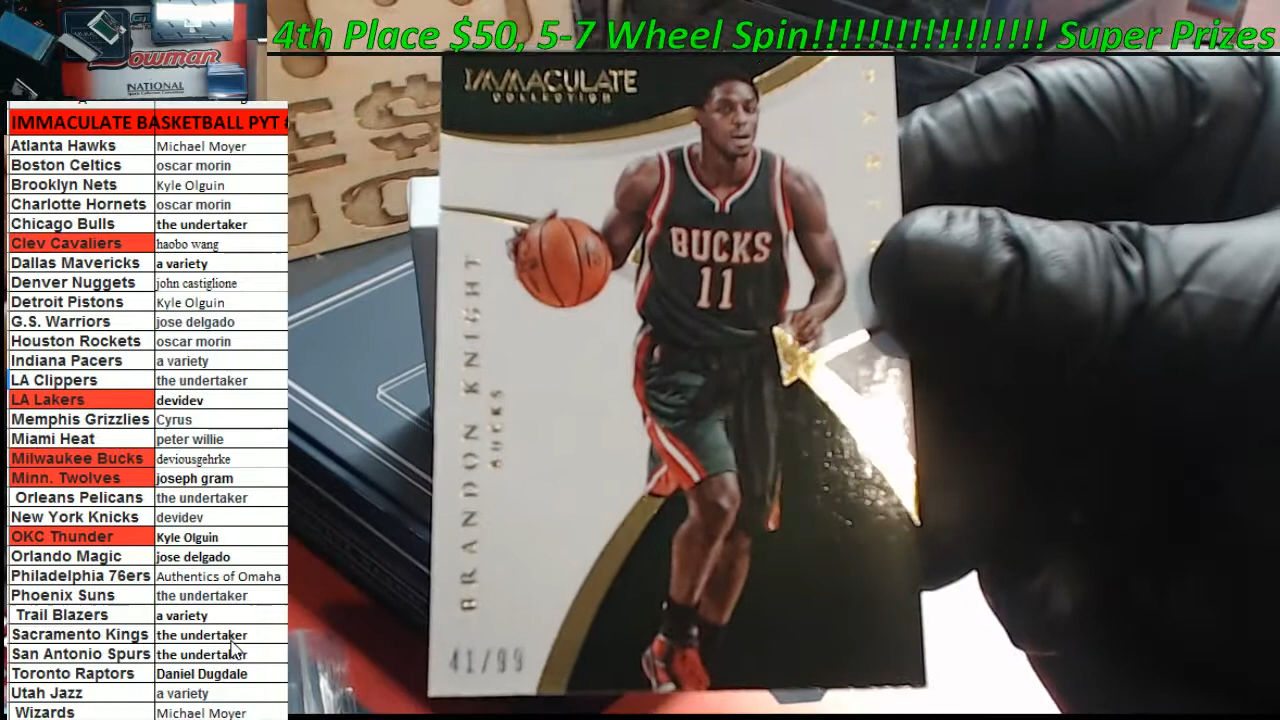 4th Place $50, 5-7 Wheel Spin!!!!!!!!!!!!!!!!! Super Prizes
Bowman
NATIONAL
IMMACULATE BASKETBALL PYT
Atlanta Hawks Michael Moyer
Boston Celtics oscar morin
Brooklyn Nets Kyle Olguin
Charlotte Hornets oscar morin
Chicago Bulls the undertaker
Clev Cavaliers haobo wang
Dallas Mavericks a variety
Denver Nuggets john castiglione
Detroit Pistons Kyle Olguin
G.S. Warriors jose delgado
Houston Rockets oscar morin
Indiana Pacers a variety
LA Clippers the undertaker
LA Lakers devidev
Memphis Grizzlies Cyrus
Miami Heat peter willie
Milwaukee Bucks deviousgehrke
Minn. Twolves joseph gram
Orleans Pelicans the undertaker
New York Knicks devidev
OKC Thunder Kyle Olguin
Orlando Magic jose delgado
Philadelphia 76ers Authentics of Omaha
Phoenix Suns the undertaker
Trail Blazers a variety
Sacramento Kings the undertaker
San Antonio Spurs the undertaker
Toronto Raptors Daniel Dugdale
Utah Jazz a variety
Wizards Michael Moyer
IMMACULATE
COLLECTION
BUCKS
11
BRANDON KNIGHT
BUCKS
41/99